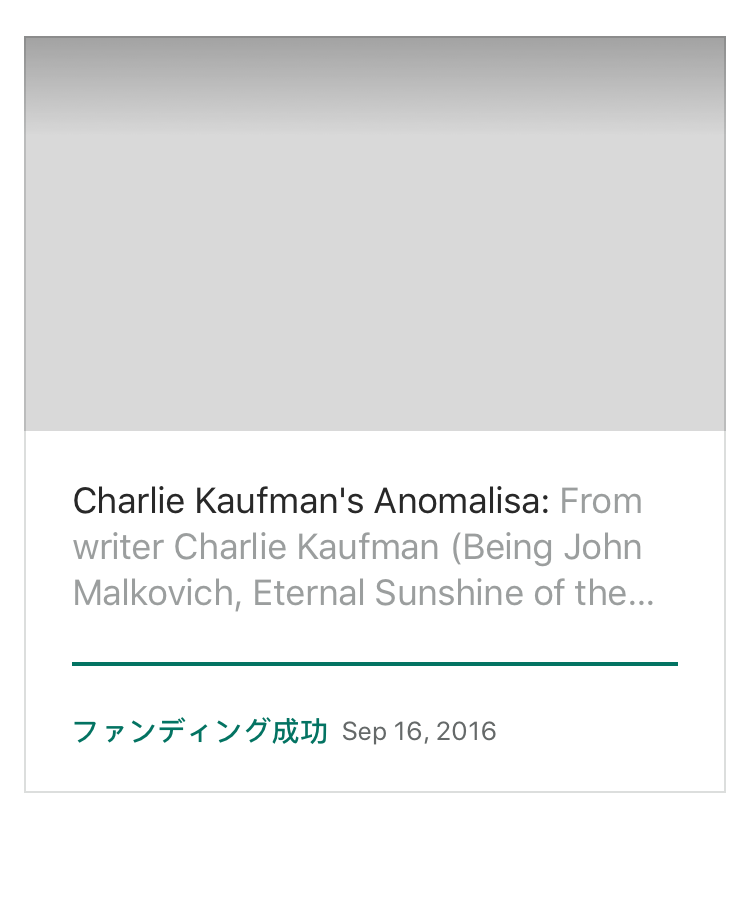 Charlie Kaufman's Anomalisa: From
writer Charlie Kaufman (Being John
Malkovich, Eternal Sunshine of the...
ファンディング成功 Sep 16, 2016